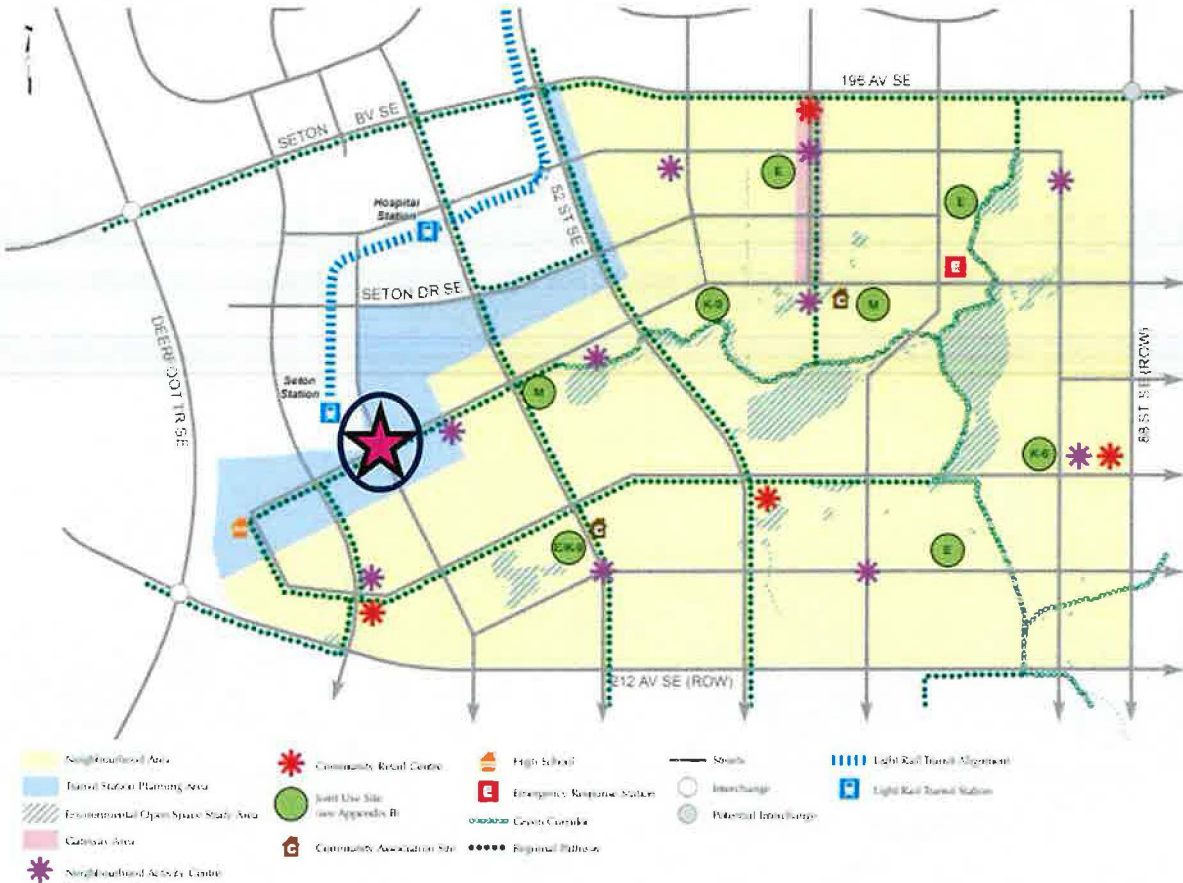 196 AV SE
SETON BV SE
52 ST SE
Hospital
Station
SETON DR SE
DEERFOOT TR SE
Seton
Station
88 ST SE (ROW)
212 AV SE (ROW)
E
E
E
K-9
C
M
M
K-6
C
E
Neighbourhood Area
Transit Station Planning Area
Environmental Open Space Study Area
Gateway Area
Neighbourhood Activity Centre
Community Retail Centre
Joint Use Site
(see Appendix B)
Community Association Site
High School
Emergency Response Station
Green Corridor
Regional Pathway
Streets
Interchange
Potential Interchange
Light Rail Transit Alignment
Light Rail Transit Station